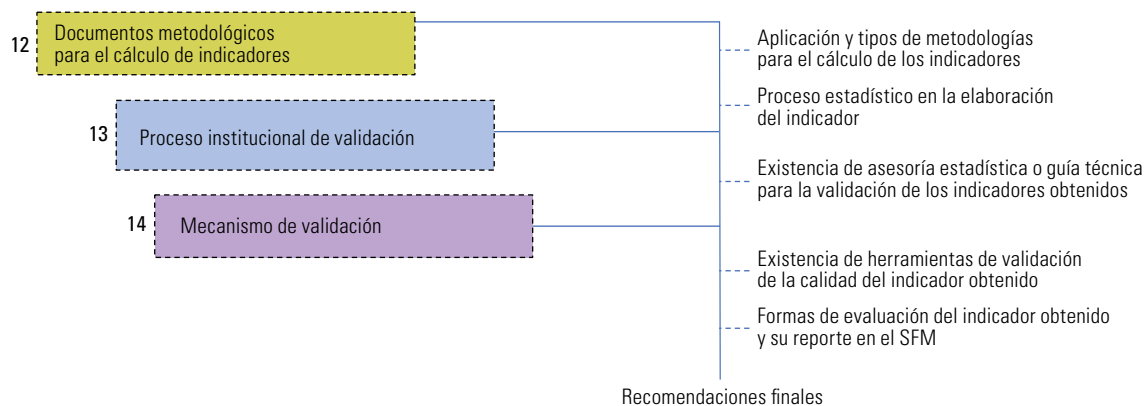 12
Documentos metodológicos
para el cálculo de indicadores
13
Proceso institucional de validación
14
Mecanismo de validación
Aplicación y tipos de metodologías
para el cálculo de los indicadores
Proceso estadístico en la elaboración
del indicador
Existencia de asesoría estadística o guía técnica
para la validación de los indicadores obtenidos
Existencia de herramientas de validación
de la calidad del indicador obtenido
Formas de evaluación del indicador obtenido
y su reporte en el SFM
Recomendaciones finales